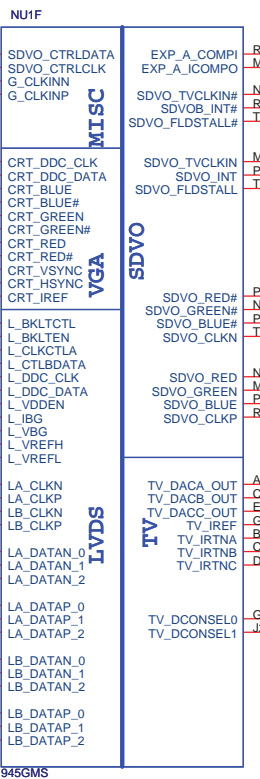 NU1F
SDVO_CTRLDATA
SDVO_CTRLCLK
G_CLKINN
G_CLKINP
MISC
CRT_DDC_CLK
CRT_DDC_DATA
CRT_BLUE
CRT_BLUE#
CRT_GREEN
CRT_GREEN#
CRT_RED
CRT_RED#
CRT_VSYNC
CRT_HSYNC
CRT_IREF
VGA
L_BKLTCTL
L_BKLTEN
L_CLKCTLA
L_CTLBDATA
L_DDC_CLK
L_DDC_DATA
L_VDDEN
L_IBG
L_VBG
L_VREFH
L_VREFL
LA_CLKN
LA_CLKP
LB_CLKN
LB_CLKP
LA_DATAN_0
LA_DATAN_1
LA_DATAN_2
LA_DATAP_0
LA_DATAP_1
LA_DATAP_2
LB_DATAN_0
LB_DATAN_1
LB_DATAN_2
LB_DATAP_0
LB_DATAP_1
LB_DATAP_2
LVDS
EXP_A_COMPI
EXP_A_ICOMPO
SDVO_TVCLKIN#
SDVOB_INT#
SDVO_FLDSTALL#
SDVO_TVCLKIN
SDVO_INT
SDVO_FLDSTALL
SDVO
SDVO_RED#
SDVO_GREEN#
SDVO_BLUE#
SDVO_CLKN
SDVO_RED
SDVO_GREEN
SDVO_BLUE
SDVO_CLKP
TV_DACA_OUT
TV_DACB_OUT
TV_DACC_OUT
TV_IREF
TV_IRTNA
TV_IRTNB
TV_IRTNC
TV
TV_DCONSEL0
TV_DCONSEL1
945GMS